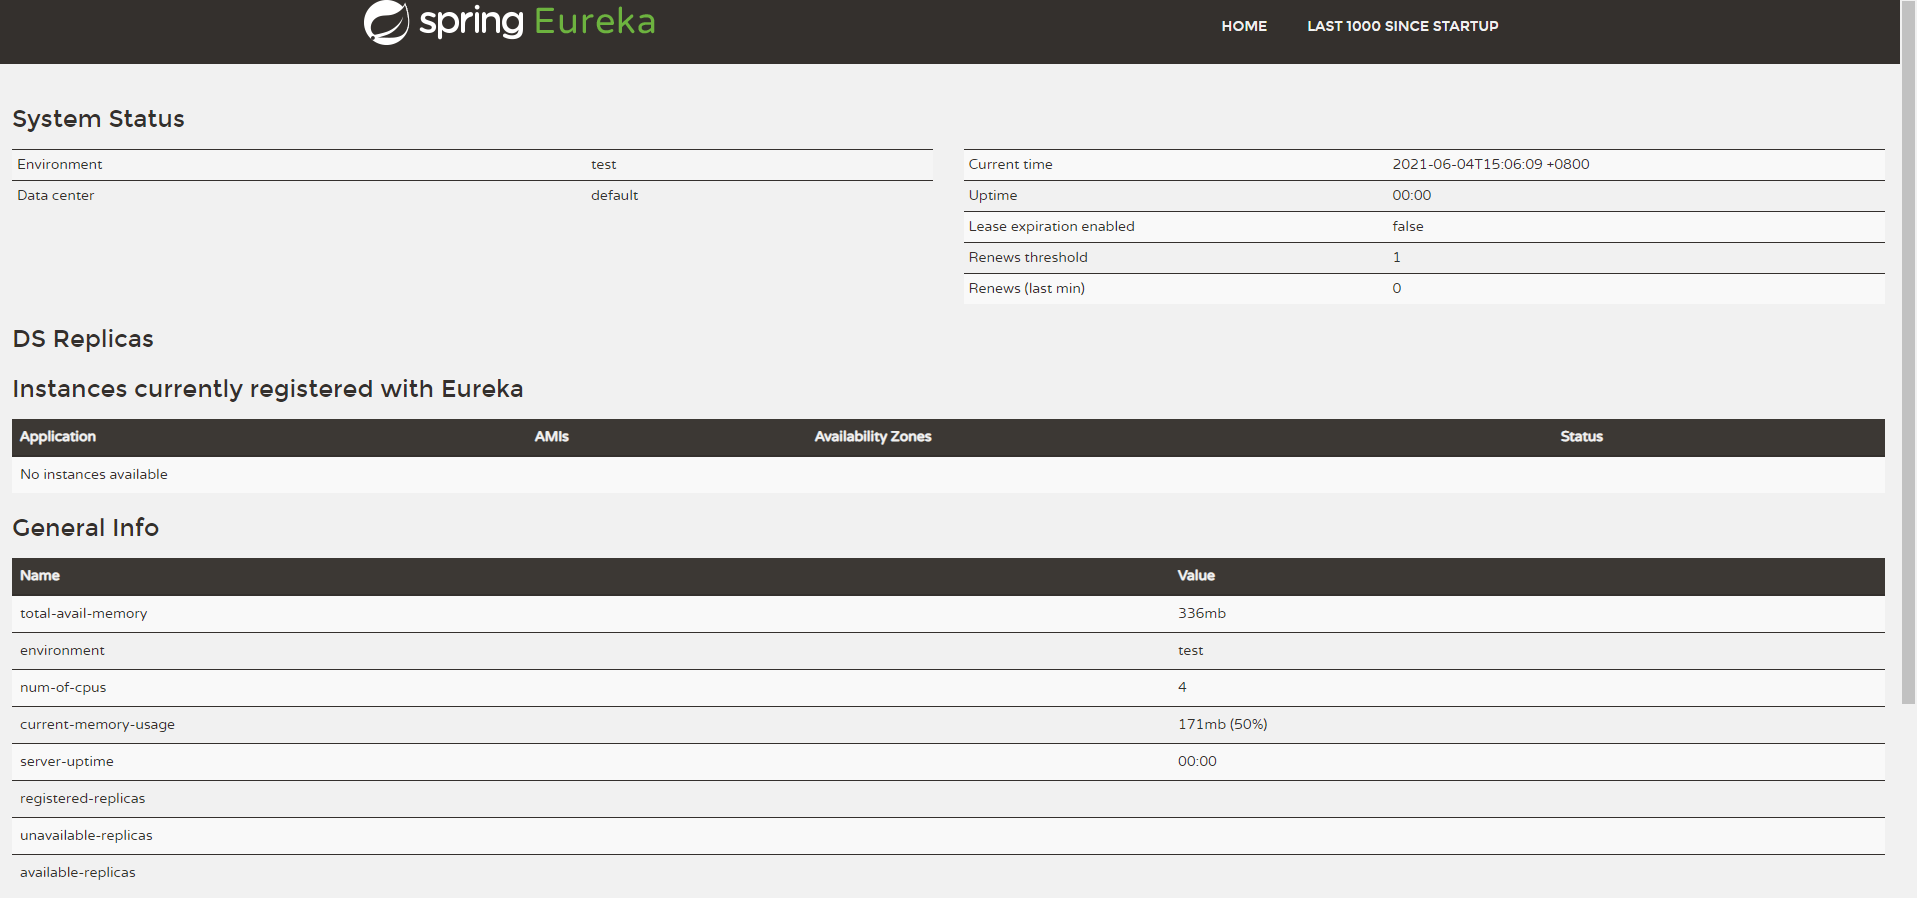 spring Eureka
HOME LAST 1000 SINCE STARTUP
System Status
Environment test
Data center default
Current time 2021-06-04T15:06:09 +0800
Uptime 00:00
Lease expiration enabled false
Renews threshold 1
Renews (last min) 0
DS Replicas
Instances currently registered with Eureka
Application AMIs Availability Zones Status
No instances available
General Info
Name Value
total-avail-memory 336mb
environment test
num-of-cpus 4
current-memory-usage 171mb (50%)
server-uptime 00:00
registered-replicas
unavailable-replicas
available-replicas